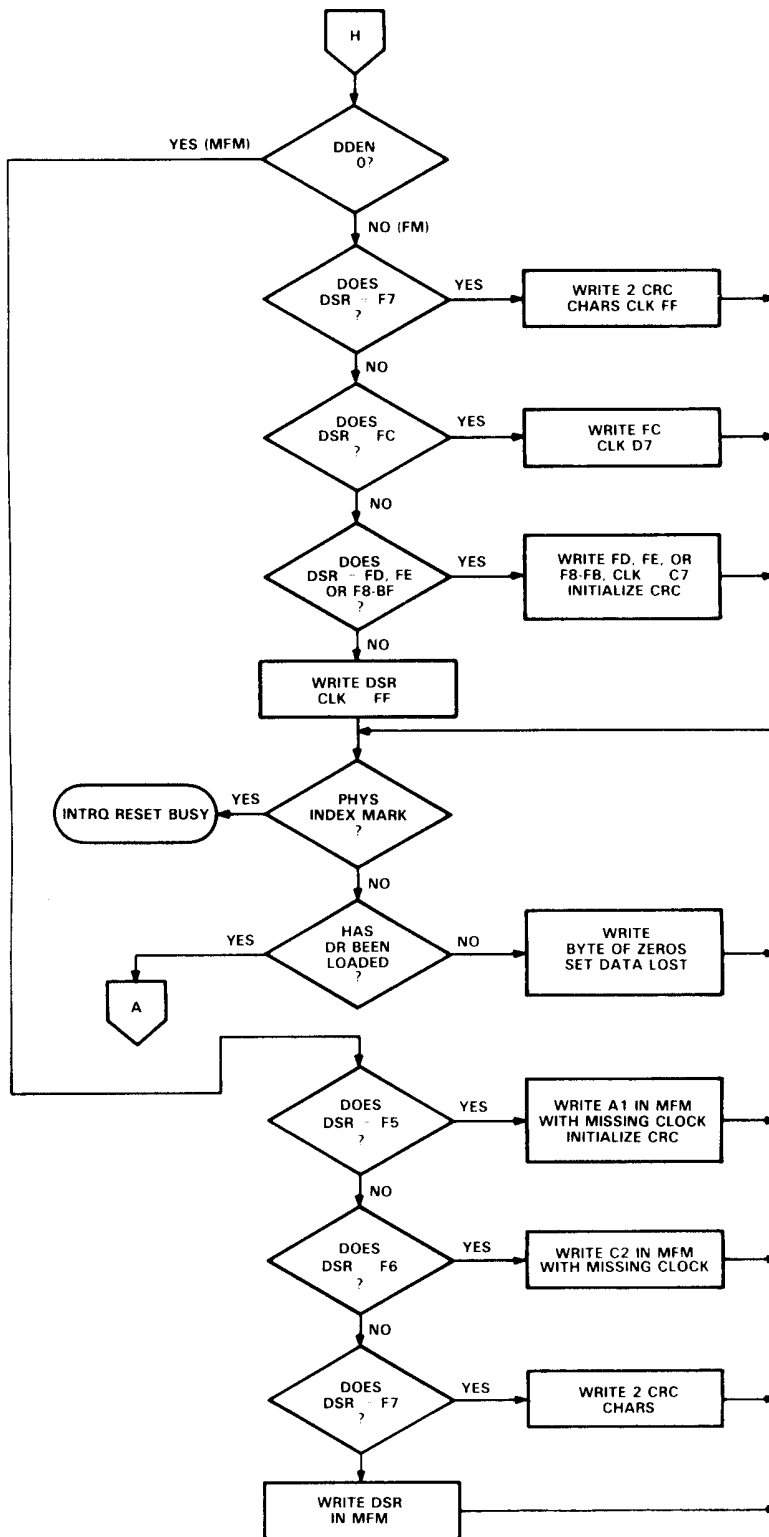 H
YES (MFM)
DDEN
0?
NO (FM)
DOES
DSR = F7
?
YES
WRITE 2 CRC
CHARS CLK FF
NO
DOES
DSR FC
?
YES
WRITE FC
CLK D7
NO
DOES
DSR = FD, FE
OR F8-BF
?
YES
WRITE FD, FE, OR
F8-FB, CLK C7
INITIALIZE CRC
NO
WRITE DSR
CLK FF
INTRQ RESET BUSY
YES
PHYS
INDEX MARK
?
NO
YES
HAS
DR BEEN
LOADED
?
NO
WRITE
BYTE OF ZEROS
SET DATA LOST
A
DOES
DSR = F5
?
YES
WRITE A1 IN MFM
WITH MISSING CLOCK
INITIALIZE CRC
NO
DOES
DSR F6
?
YES
WRITE C2 IN MFM
WITH MISSING CLOCK
NO
DOES
DSR = F7
?
YES
WRITE 2 CRC
CHARS
WRITE DSR
IN MFM